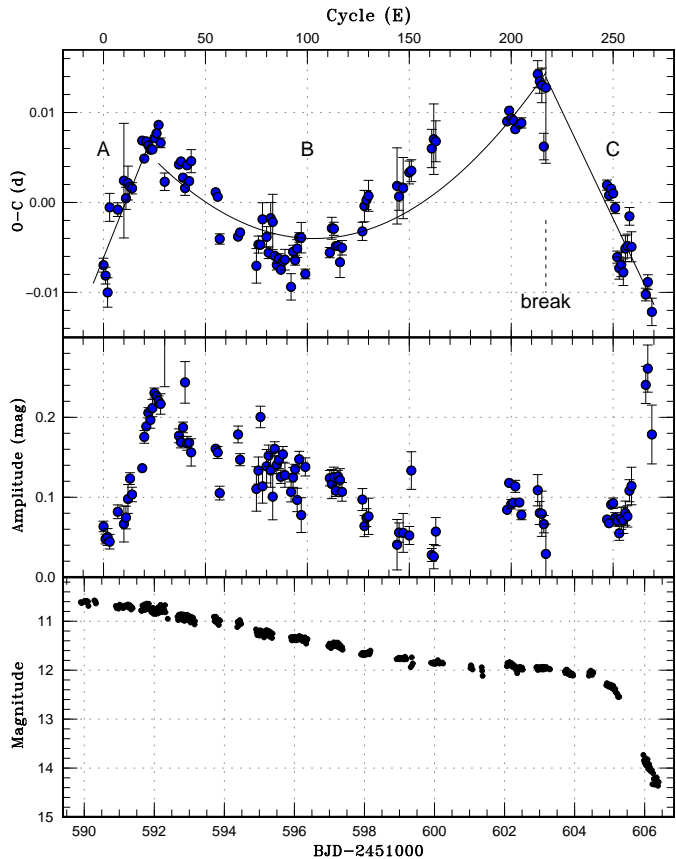 Cycle (E)
0 50 100 150 200 250
O-C (d)
0.01
0.00
−0.01
A
B
C
break
Amplitude (mag)
0.2
0.1
0.0
Magnitude
11
12
13
14
15
590 592 594 596 598 600 602 604 606
BJD-2451000